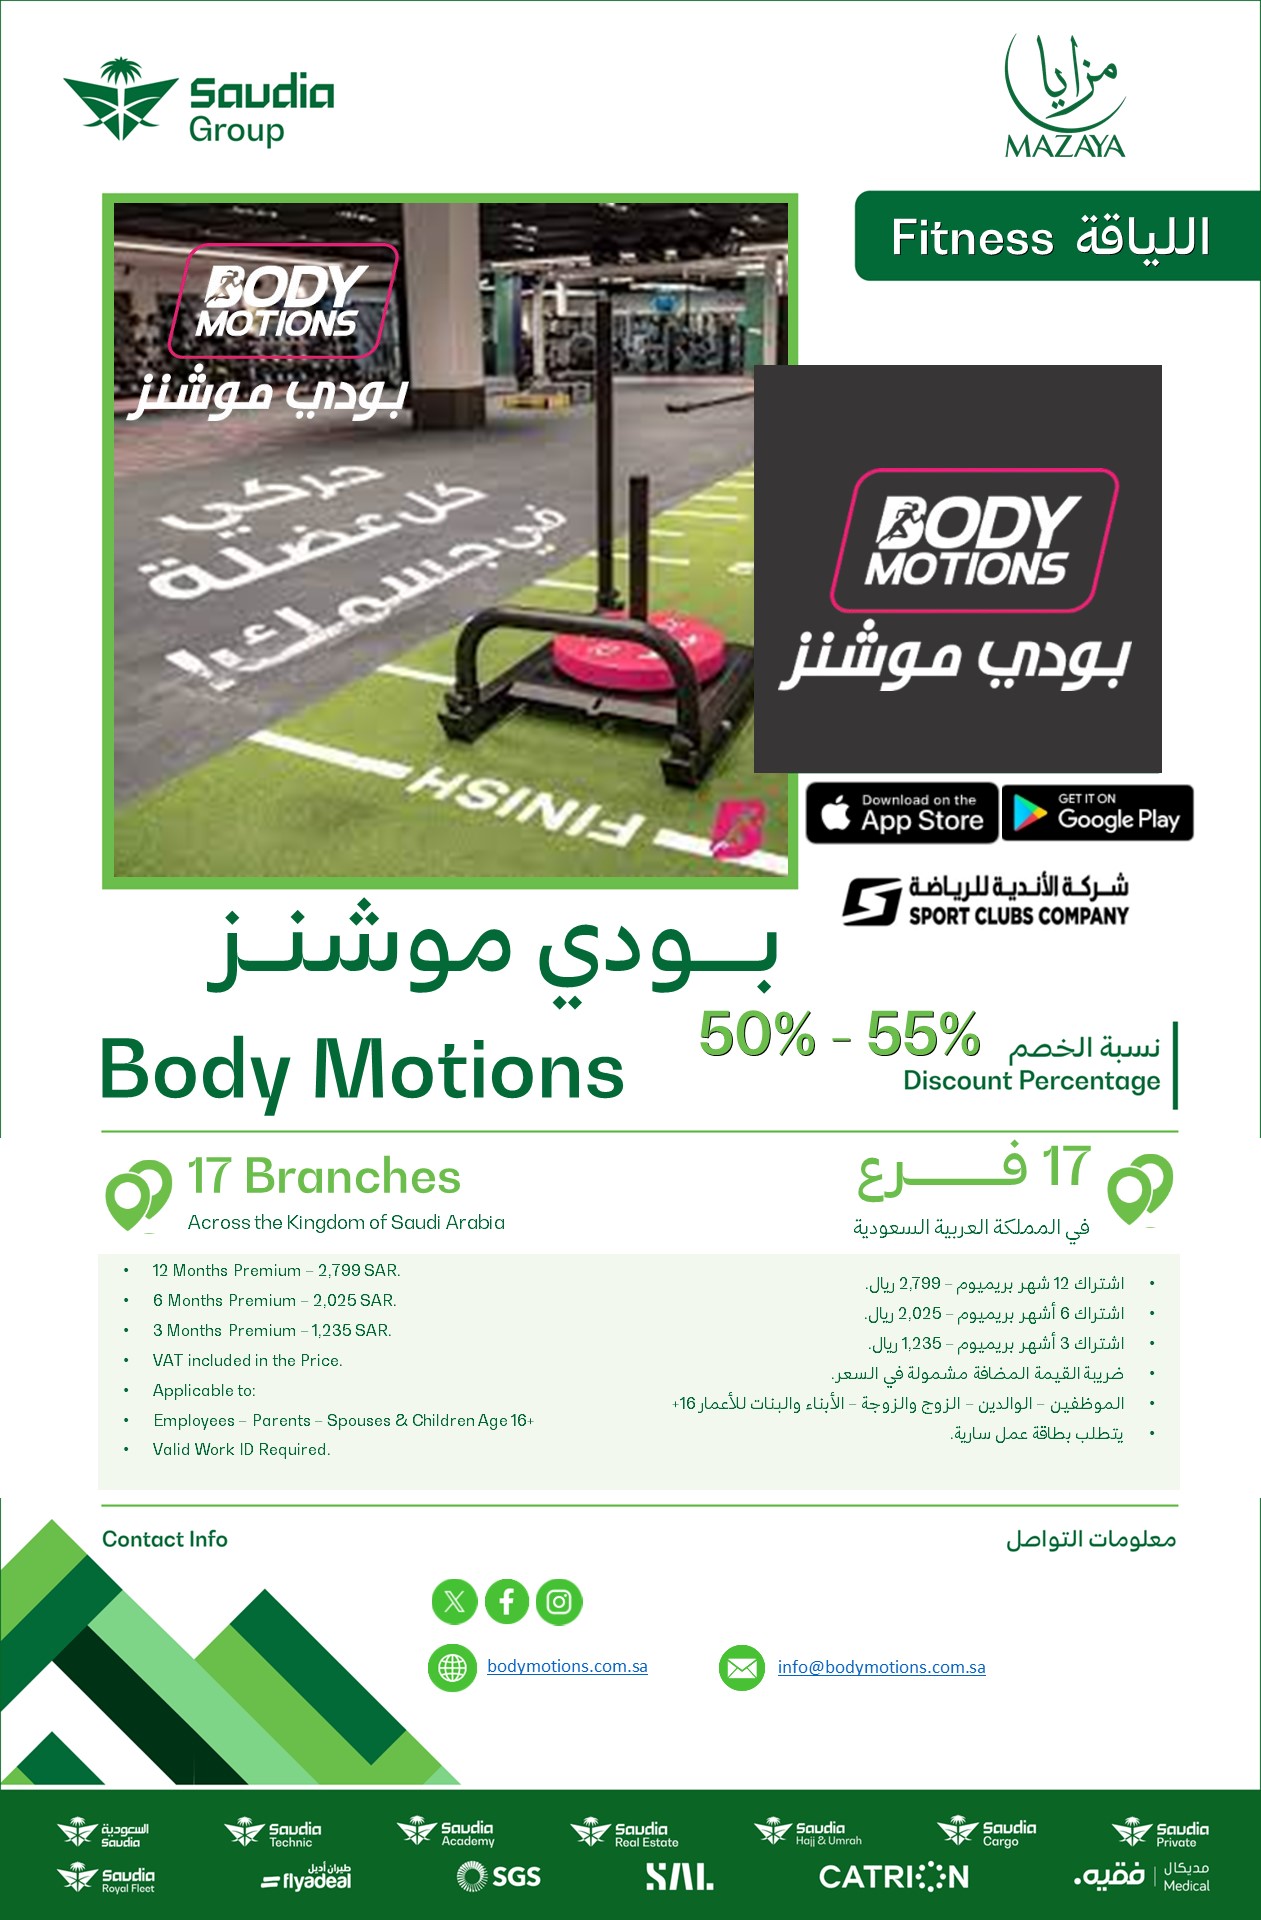 Saudia
Group
مزايا
MAZAYA
Fitness اللياقة
BODY
MOTIONS
بودي موشنز
حركي
كل عضلة
في جسمك!
FINISH
BODY
MOTIONS
بودي موشنز
Download on the
App Store
GET IT ON
Google Play
شركة الأندية للرياضة
SPORT CLUBS COMPANY
بودي موشنز
Body Motions
50% - 55%
نسبة الخصم
Discount Percentage
17 Branches
Across the Kingdom of Saudi Arabia
17 فرع
في المملكة العربية السعودية
• 12 Months Premium – 2,799 SAR.
• 6 Months Premium – 2,025 SAR.
• 3 Months Premium – 1,235 SAR.
• VAT included in the Price.
• Applicable to:
• Employees – Parents – Spouses & Children Age 16+
• Valid Work ID Required.
• اشتراك 12 شهر بريميوم – 2,799 ريال.
• اشتراك 6 أشهر بريميوم – 2,025 ريال.
• اشتراك 3 أشهر بريميوم – 1,235 ريال.
• ضريبة القيمة المضافة مشمولة في السعر.
• الموظفين – الوالدين – الزوج والزوجة – الأبناء والبنات للأعمار 16+
• يتطلب بطاقة عمل سارية.
Contact Info
معلومات التواصل
bodymotions.com.sa
info@bodymotions.com.sa
السعودية
Saudia
Saudia
Technic
Saudia
Academy
Saudia
Real Estate
Saudia
Hajj & Umrah
Saudia
Cargo
Saudia
Private
Saudia
Royal Fleet
طيران أديل
flyadeal
SGS
SAL
CATRION
فقيه.
مديكال
Medical